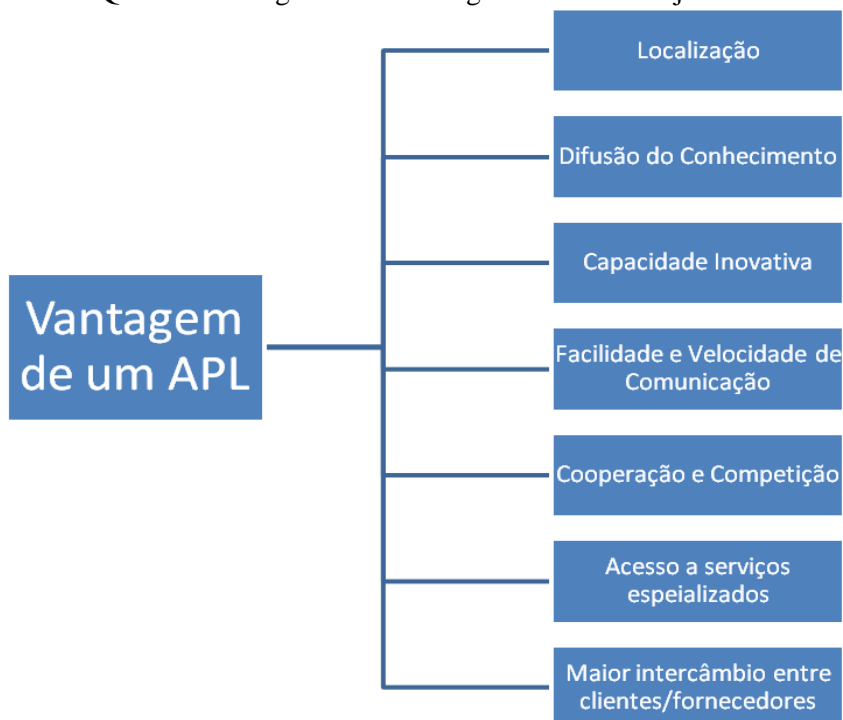 Localização
Difusão do Conhecimento
Capacidade Inovativa
Vantagem
de um APL
Facilidade e Velocidade de
Comunicação
Cooperação e Competição
Acesso a serviços
espeializados
Maior intercâmbio entre
clientes/fornecedores